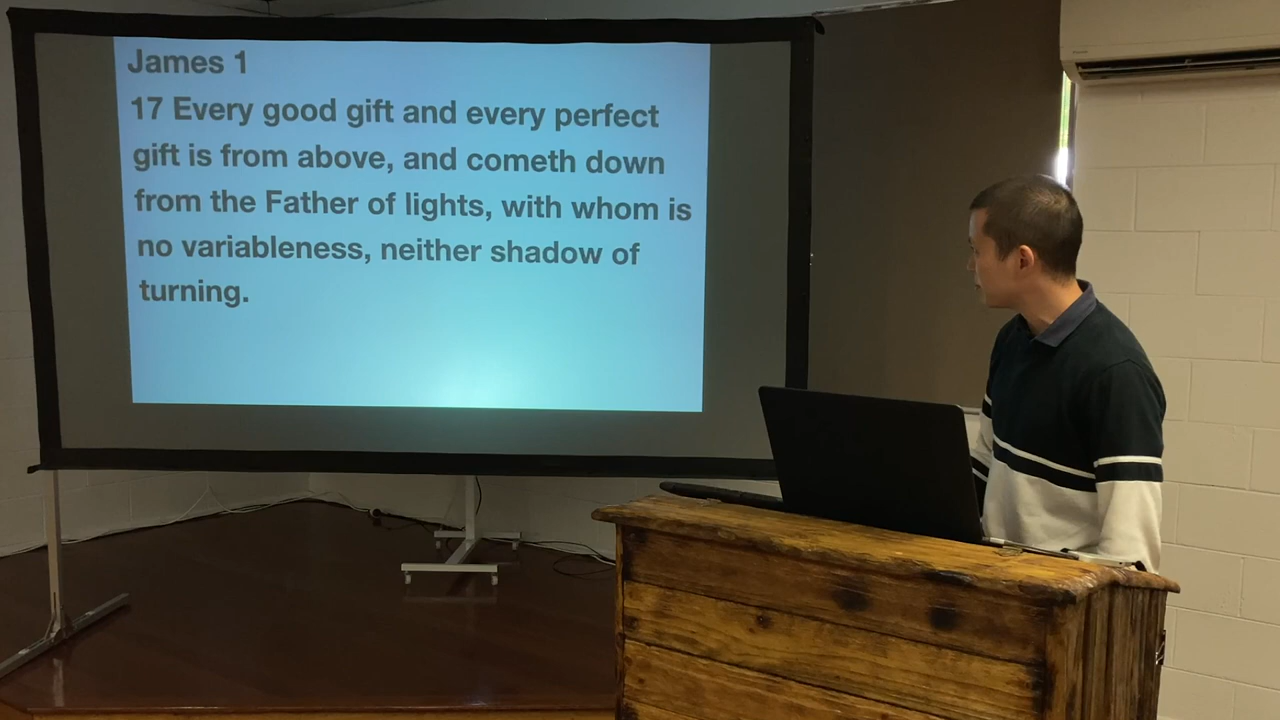 James 1
17 Every good gift and every perfect
gift is from above, and cometh down
from the Father of lights, with whom is
no variableness, neither shadow of
turning.